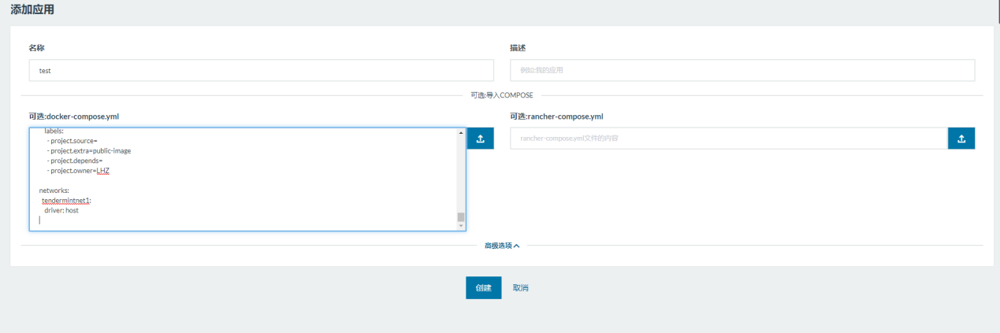 添加应用
名称
描述
test
例如:我的应用
可选:导入COMPOSE
可选:docker-compose.yml
可选:rancher-compose.yml
labels:
- project.source=
- project.extra=public-image
- project.depends=
- project.owner=LHZ
networks:
tendermintnet1:
driver: host
rancher-compose.yml文件的内容
高级选项
创建
取消